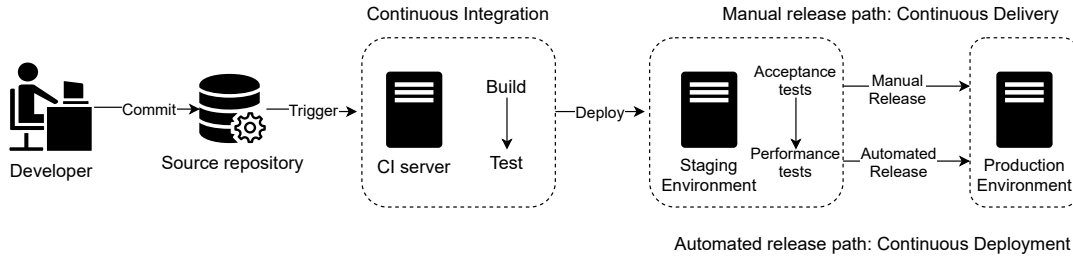 Continuous Integration
Manual release path: Continuous Delivery
Developer
Commit
Source repository
Trigger
CI server
Build
Test
Deploy
Staging
Environment
Acceptance
tests
Performance
tests
Manual
Release
Automated
Release
Production
Environment
Automated release path: Continuous Deployment